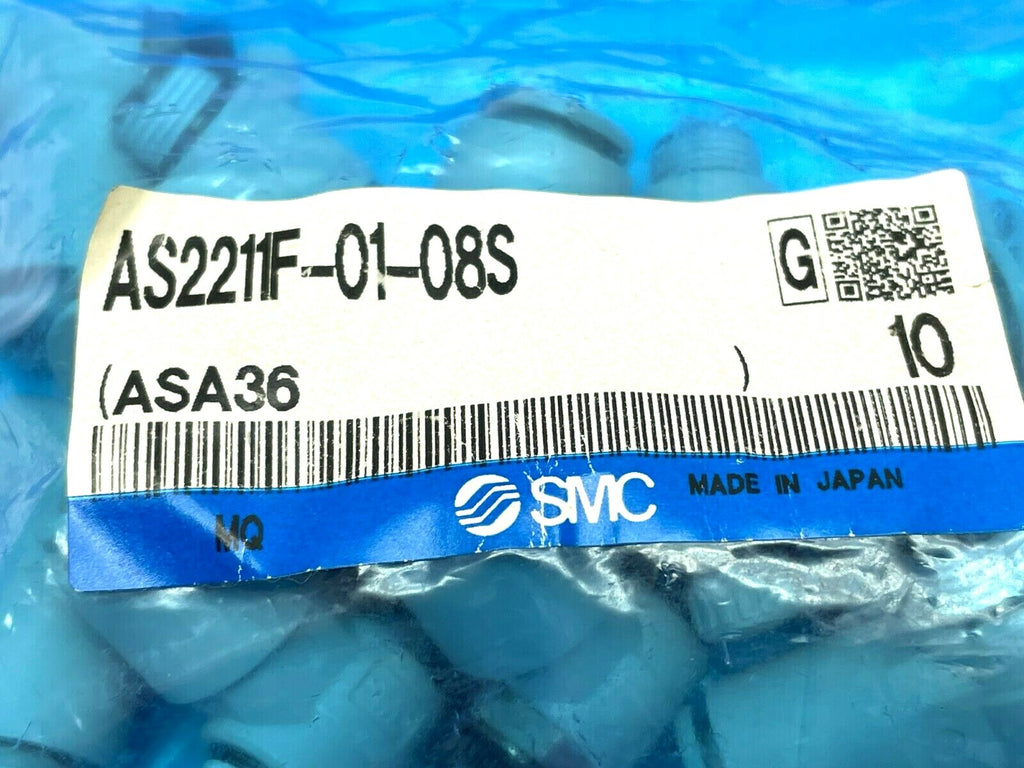 AS2211F-01-08S
G
10
(ASA36 )
SMC MADE IN JAPAN
MQ